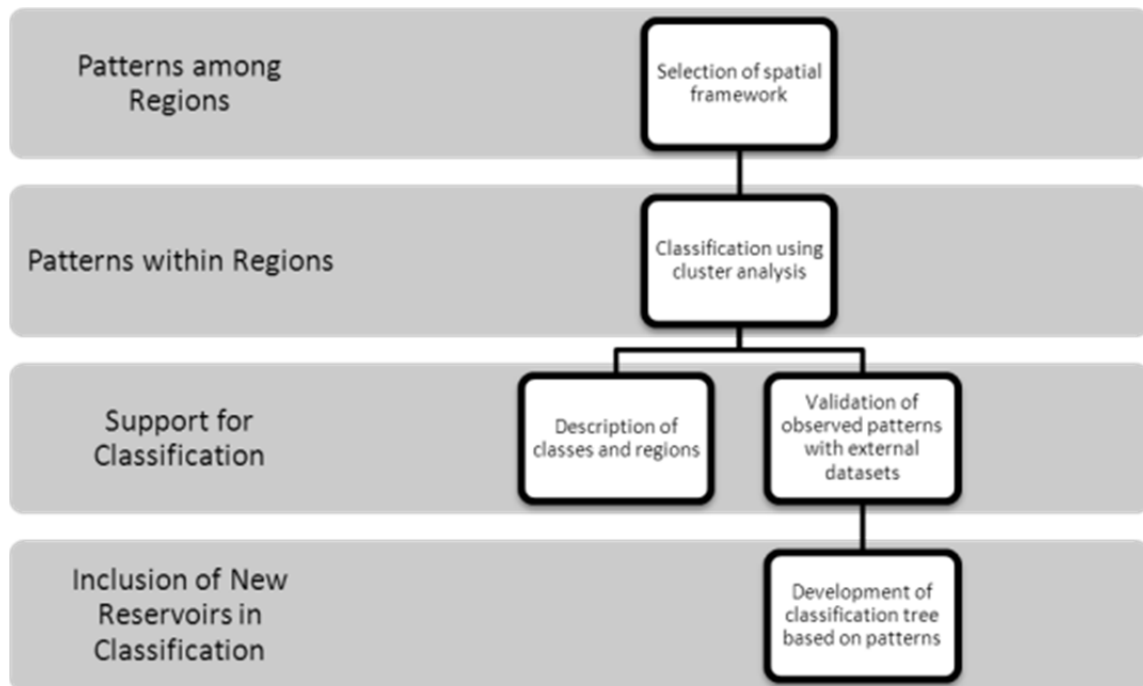 Patterns among
Regions
Selection of spatial
framework
Patterns within Regions
Classification using
cluster analysis
Support for
Classification
Description of
classes and regions
Validation of
observed patterns
with external
datasets
Inclusion of New
Reservoirs in
Classification
Development of
classification tree
based on patterns